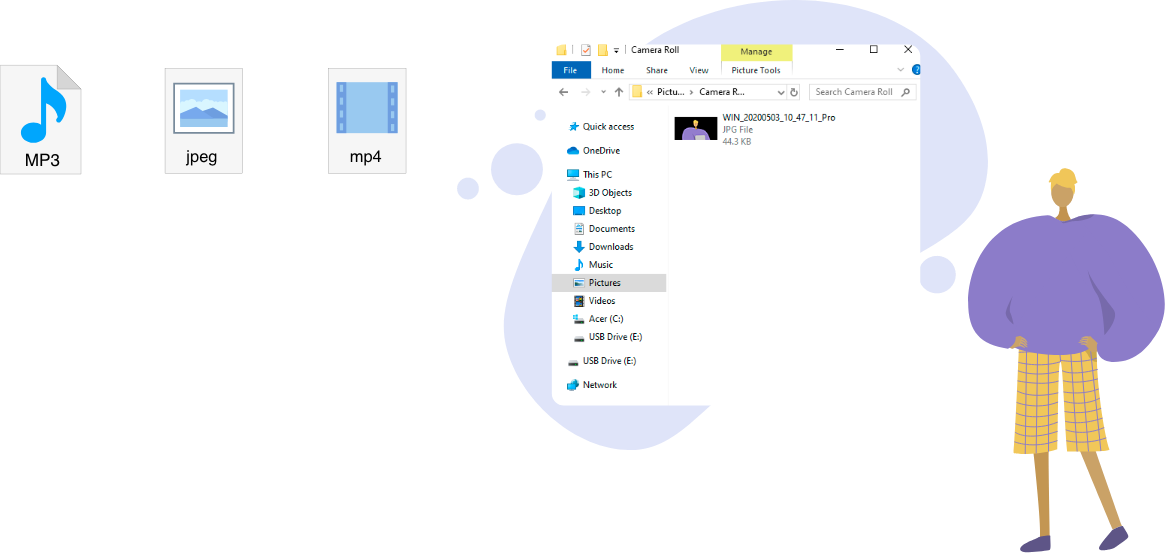 MP3
jpeg
mp4
Camera Roll
Manage
File
Home
Share
View
Picture Tools
Pictu...
Camera R...
Search Camera Roll
Quick access
OneDrive
This PC
3D Objects
Desktop
Documents
Downloads
Music
Pictures
Videos
Acer (C:)
USB Drive (E:)
USB Drive (E:)
Network
WIN_20200503_10_47_11_Pro
JPG File
44.3 KB